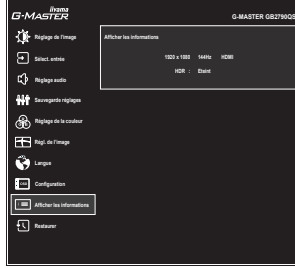 iiyama
G-MASTER
G-MASTER GB2790QS
Réglage de l'image
Afficher les informations
1920 x 1080 144Hz HDMI
HDR : Eteint
Sélect. entrée
Réglage audio
Sauvegarde réglages
Réglage de la couleur
Régl. de l'image
Langue
OSD
Configuration
Afficher les informations
Restaurer